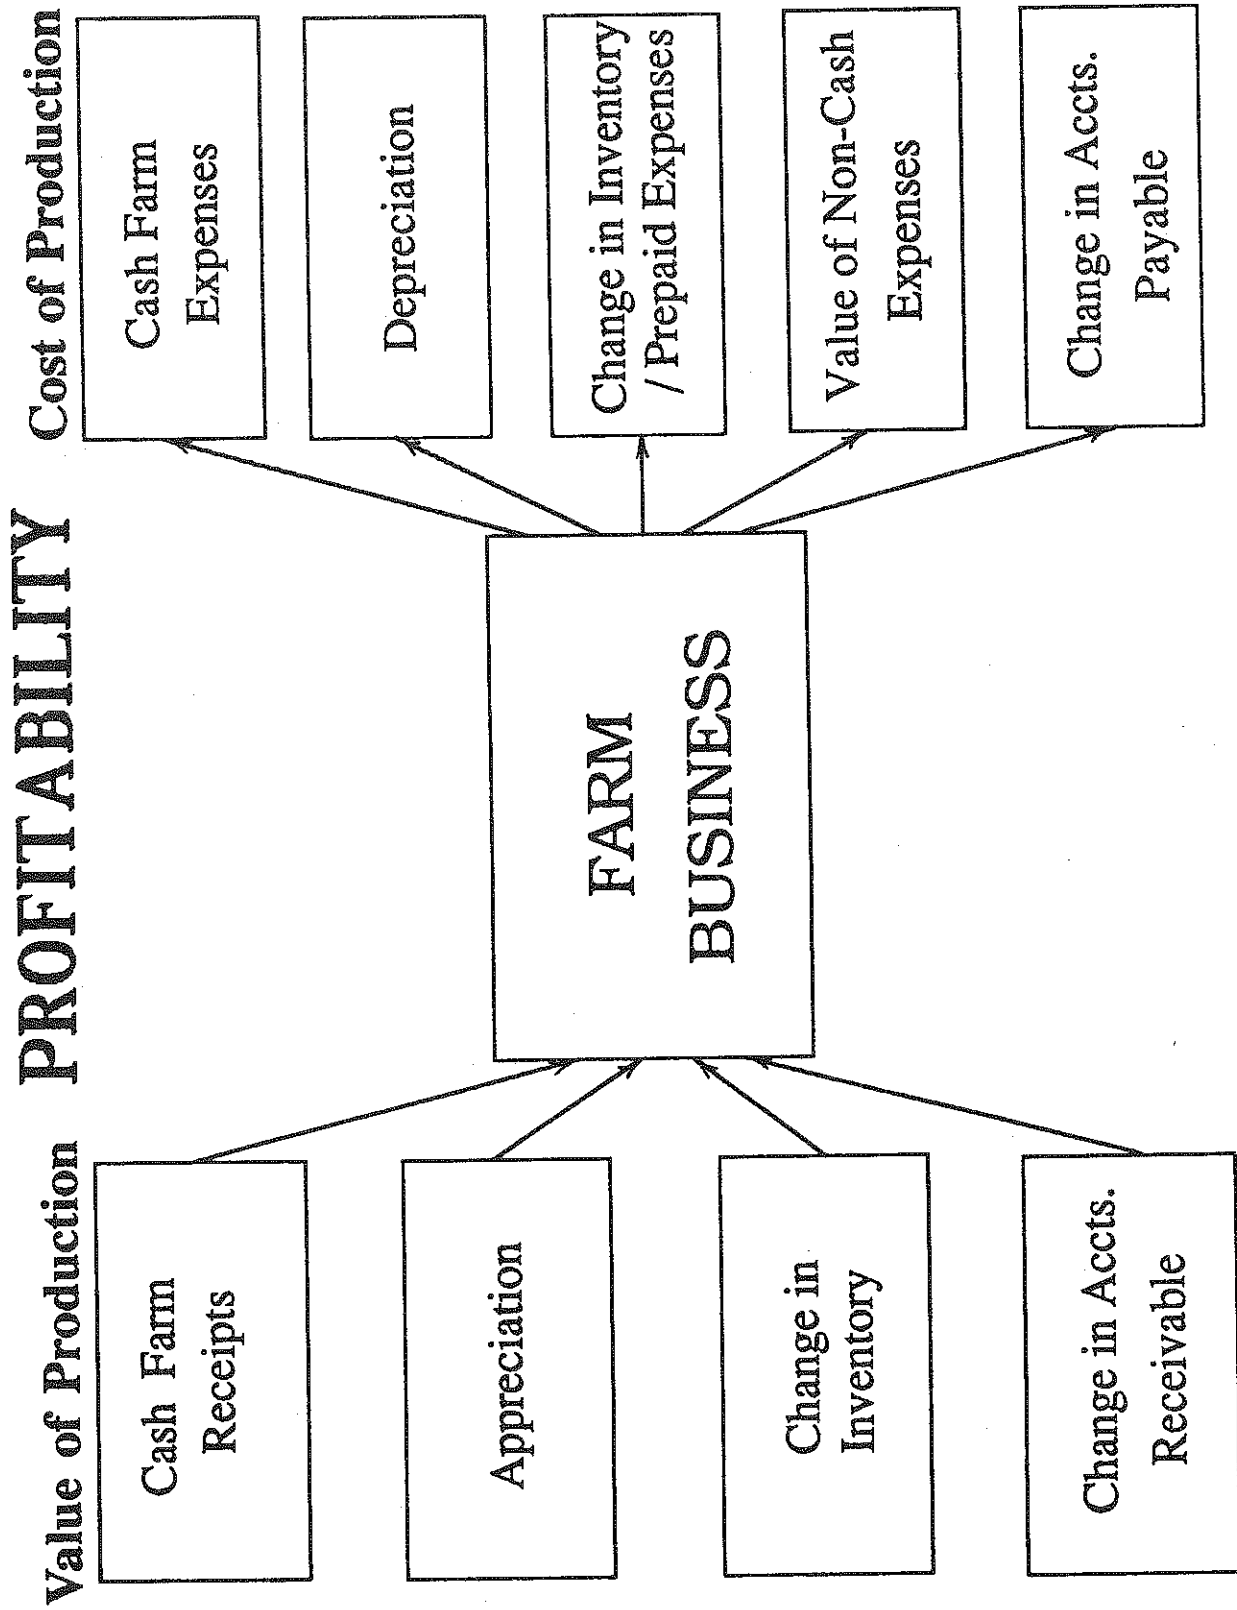 PROFITABILITY
Value of Production
Cost of Production
Cash Farm
Receipts
Appreciation
Change in
Inventory
Change in Accts.
Receivable
FARM
BUSINESS
Cash Farm
Expenses
Depreciation
Change in Inventory
/ Prepaid Expenses
Value of Non-Cash
Expenses
Change in Accts.
Payable